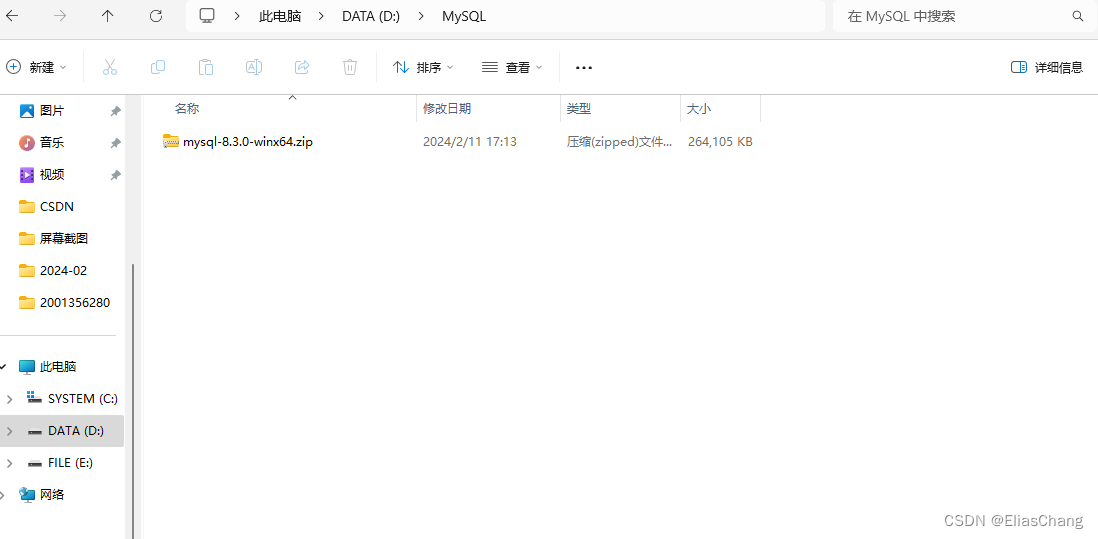 此电脑 DATA (D:) MySQL 在 MySQL 中搜索
新建 排序 查看 ... 详细信息
名称 修改日期 类型 大小
mysql-8.3.0-winx64.zip 2024/2/11 17:13 压缩(zipped)文件... 264,105 KB
图片
音乐
视频
CSDN
屏幕截图
2024-02
2001356280
此电脑
SYSTEM (C:)
DATA (D:)
FILE (E:)
网络
CSDN @EliasChang